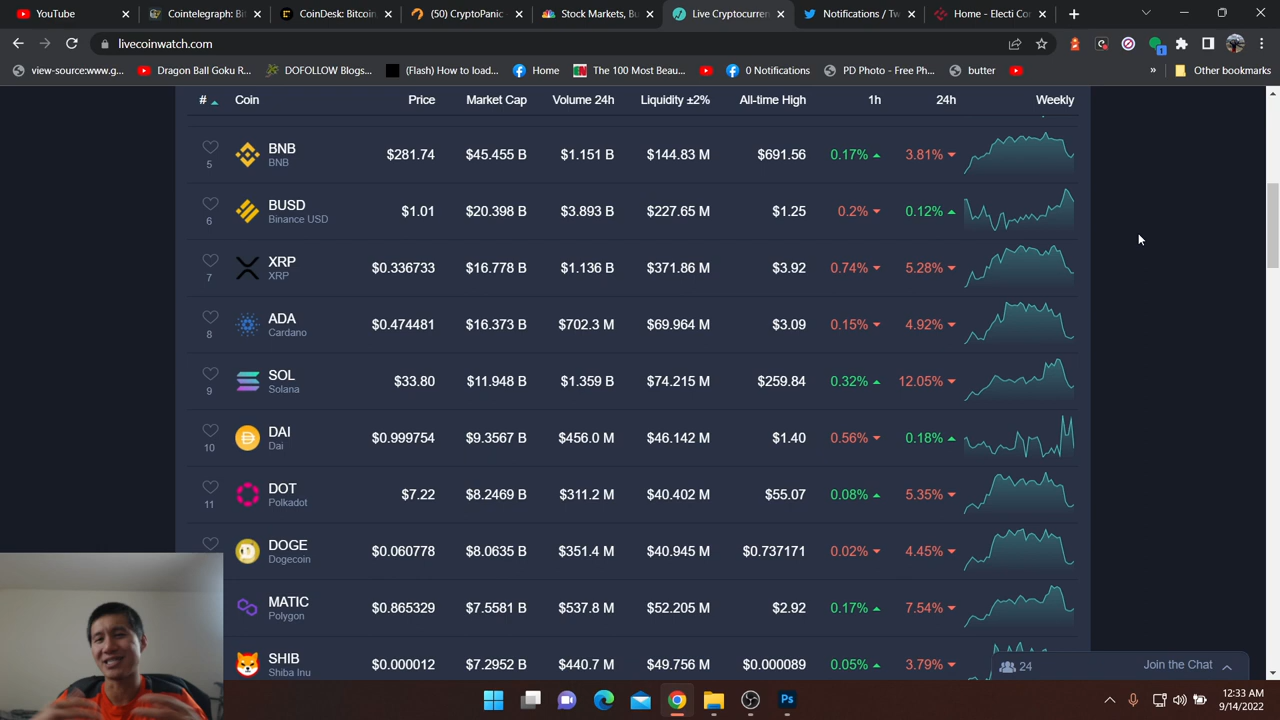 YouTube
Cointelegraph: Bit
CoinDesk: Bitcoin,
(50) CryptoPanic -
Stock Markets, Bu
Live Cryptocurren
Notifications / Tw
Home - Electi Con
livecoinwatch.com
view-source:www.g...
Dragon Ball Goku R...
DOFOLLOW Blogs...
(Flash) How to load...
Home
The 100 Most Beau...
0 Notifications
PD Photo - Free Ph...
butter
»
Other bookmarks
# Coin Price Market Cap Volume 24h Liquidity ±2% All-time High 1h 24h Weekly
BNB
5 BNB $281.74 $45.455 B $1.151 B $144.83 M $691.56 0.17% 3.81%
BUSD
6 Binance USD $1.01 $20.398 B $3.893 B $227.65 M $1.25 0.2% 0.12%
XRP
7 XRP $0.336733 $16.778 B $1.136 B $371.86 M $3.92 0.74% 5.28%
ADA
8 Cardano $0.474481 $16.373 B $702.3 M $69.964 M $3.09 0.15% 4.92%
SOL
9 Solana $33.80 $11.948 B $1.359 B $74.215 M $259.84 0.32% 12.05%
DAI
10 Dai $0.999754 $9.3567 B $456.0 M $46.142 M $1.40 0.56% 0.18%
DOT
11 Polkadot $7.22 $8.2469 B $311.2 M $40.402 M $55.07 0.08% 5.35%
DOGE
Dogecoin $0.060778 $8.0635 B $351.4 M $40.945 M $0.737171 0.02% 4.45%
MATIC
Polygon $0.865329 $7.5581 B $537.8 M $52.205 M $2.92 0.17% 7.54%
SHIB
Shiba Inu $0.000012 $7.2952 B $440.7 M $49.756 M $0.000089 0.05% 3.79%
24 Join the Chat
Ps
12:33 AM
9/14/2022